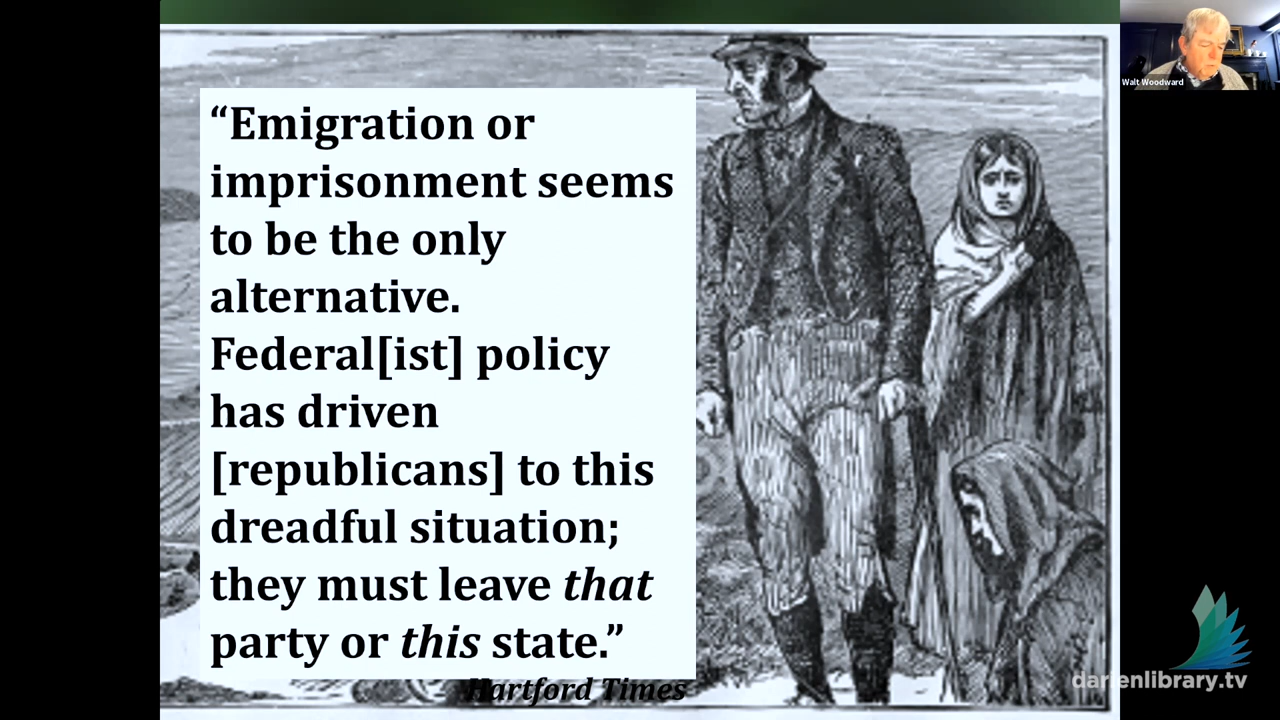 “Emigration or
imprisonment seems
to be the only
alternative.
Federal[ist] policy
has driven
[republicans] to this
dreadful situation;
they must leave that
party or this state.”
Hartford Times
Walt Woodward
darienlibrary.tv